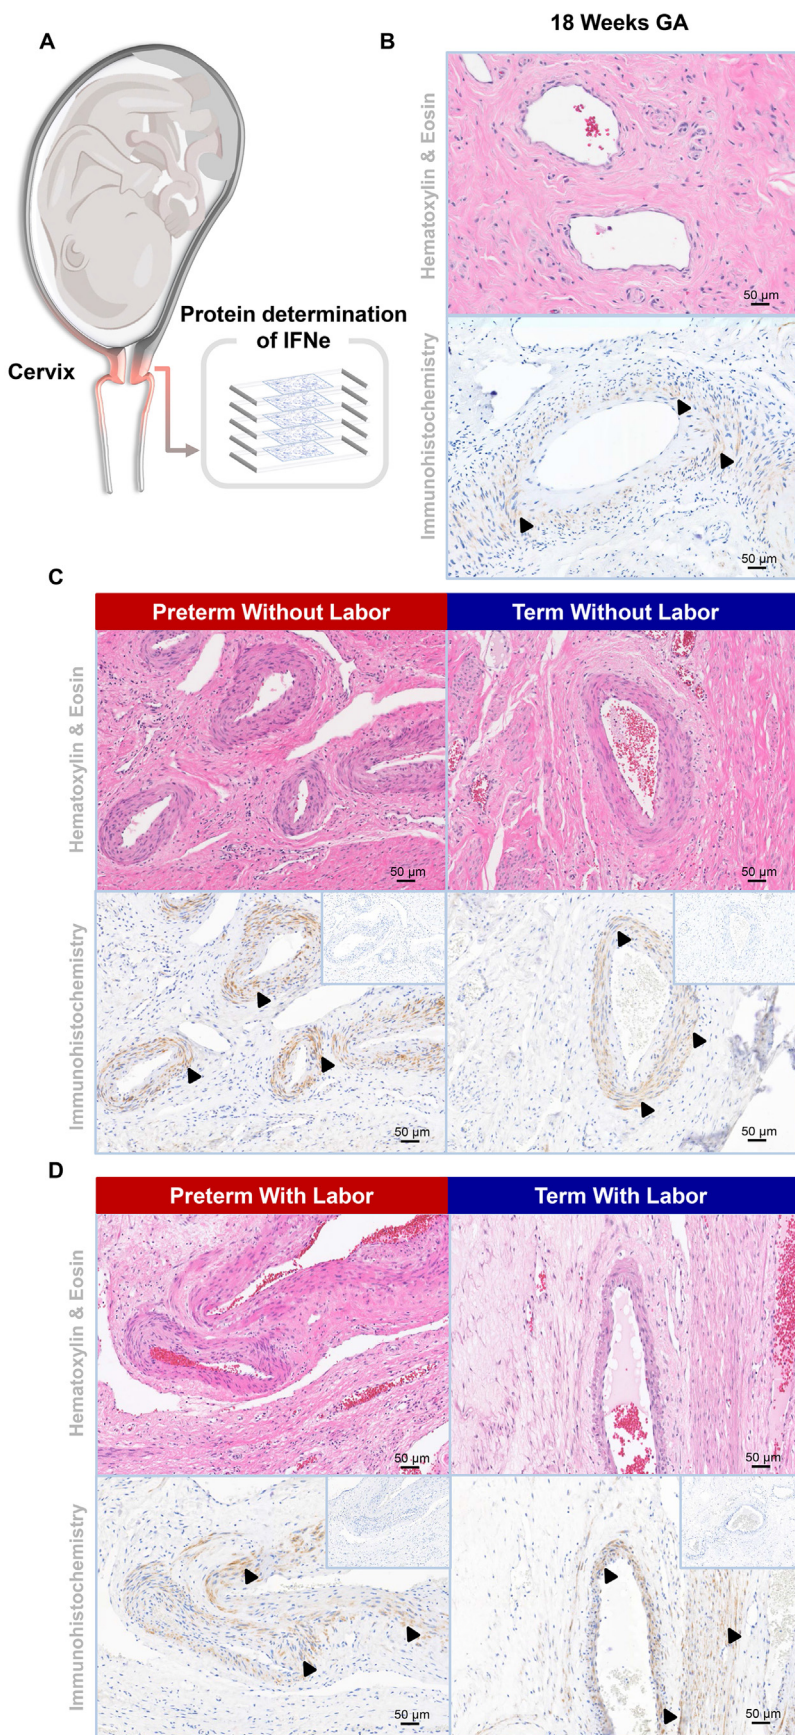 A
Cervix
Protein determination
of IFNe
B
18 Weeks GA
Hematoxylin & Eosin
50 µm
Immunohistochemistry
50 µm
C
Preterm Without Labor
Term Without Labor
Hematoxylin & Eosin
50 µm
50 µm
Immunohistochemistry
50 µm
50 µm
D
Preterm With Labor
Term With Labor
Hematoxylin & Eosin
50 µm
50 µm
Immunohistochemistry
50 µm
50 µm